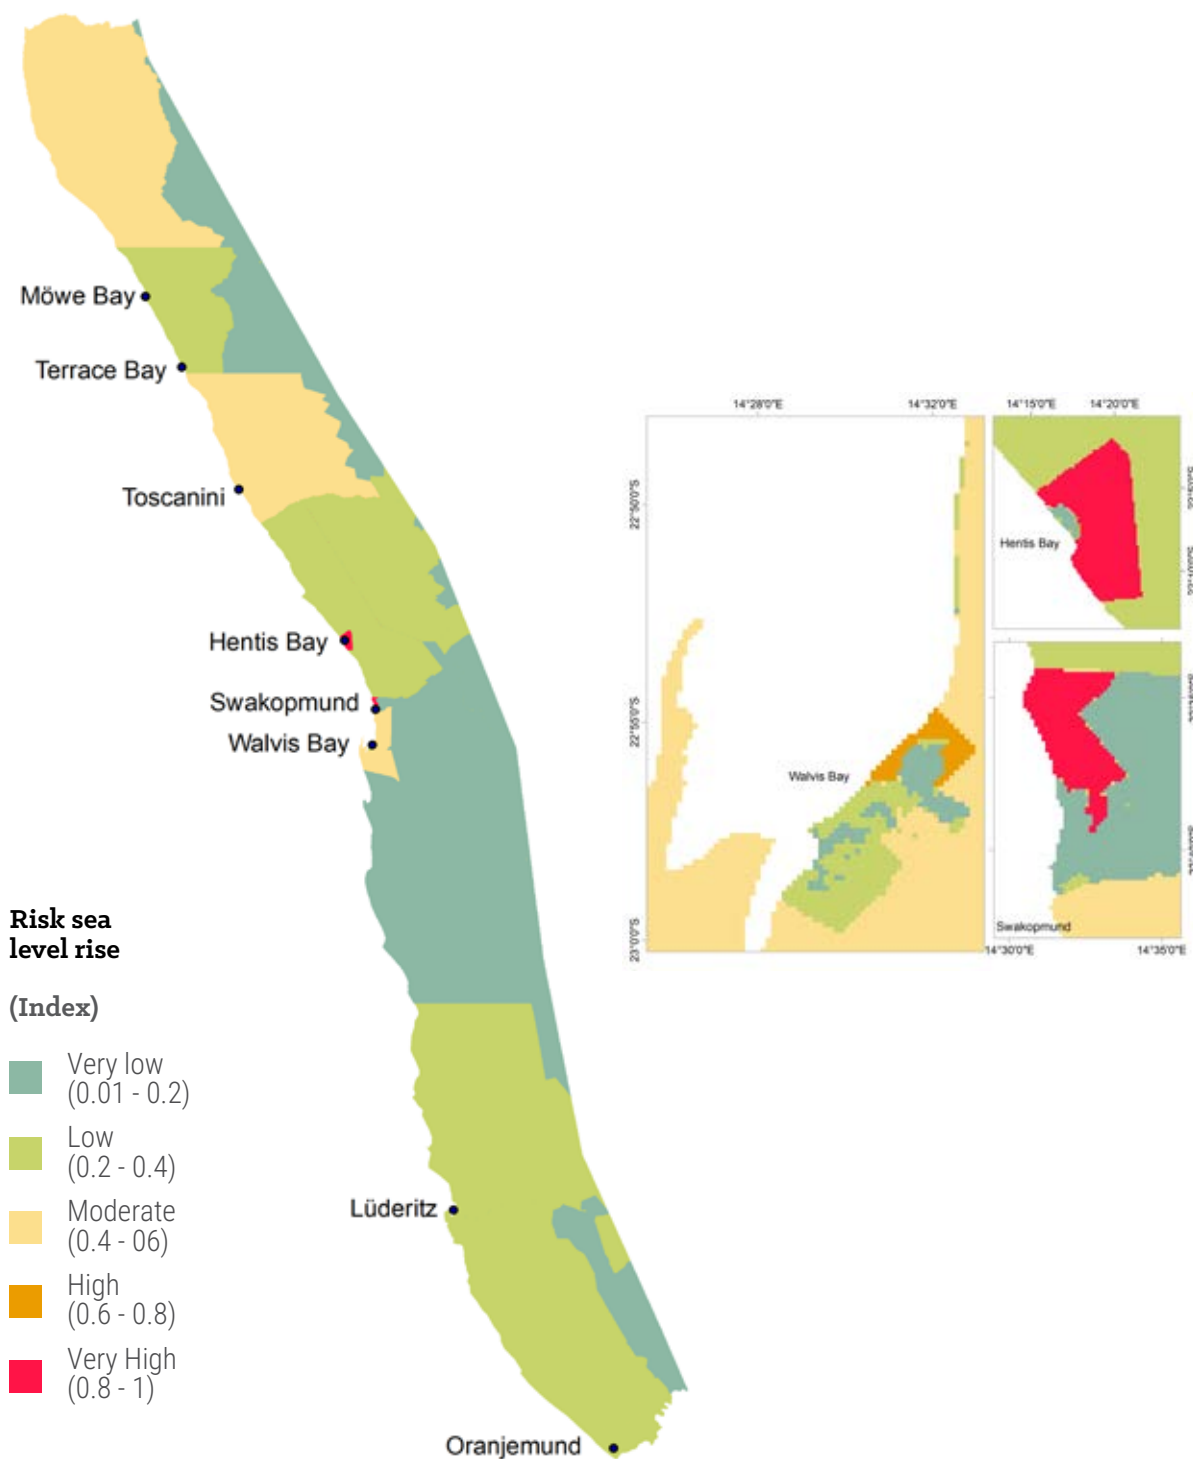 Möwe Bay
Terrace Bay
Toscanini
Hentis Bay
Swakopmund
Walvis Bay
Lüderitz
Oranjemund
Risk sea
level rise
(Index)
Very low
(0.01 - 0.2)
Low
(0.2 - 0.4)
Moderate
(0.4 - 06)
High
(0.6 - 0.8)
Very High
(0.8 - 1)
14°28'0"E
14°32'0"E
22°50'0"S
22°55'0"S
23°0'0"S
Walvis Bay
14°15'0"E
14°20'0"E
Hentis Bay
Swakopmund
14°30'0"E
14°35'0"E